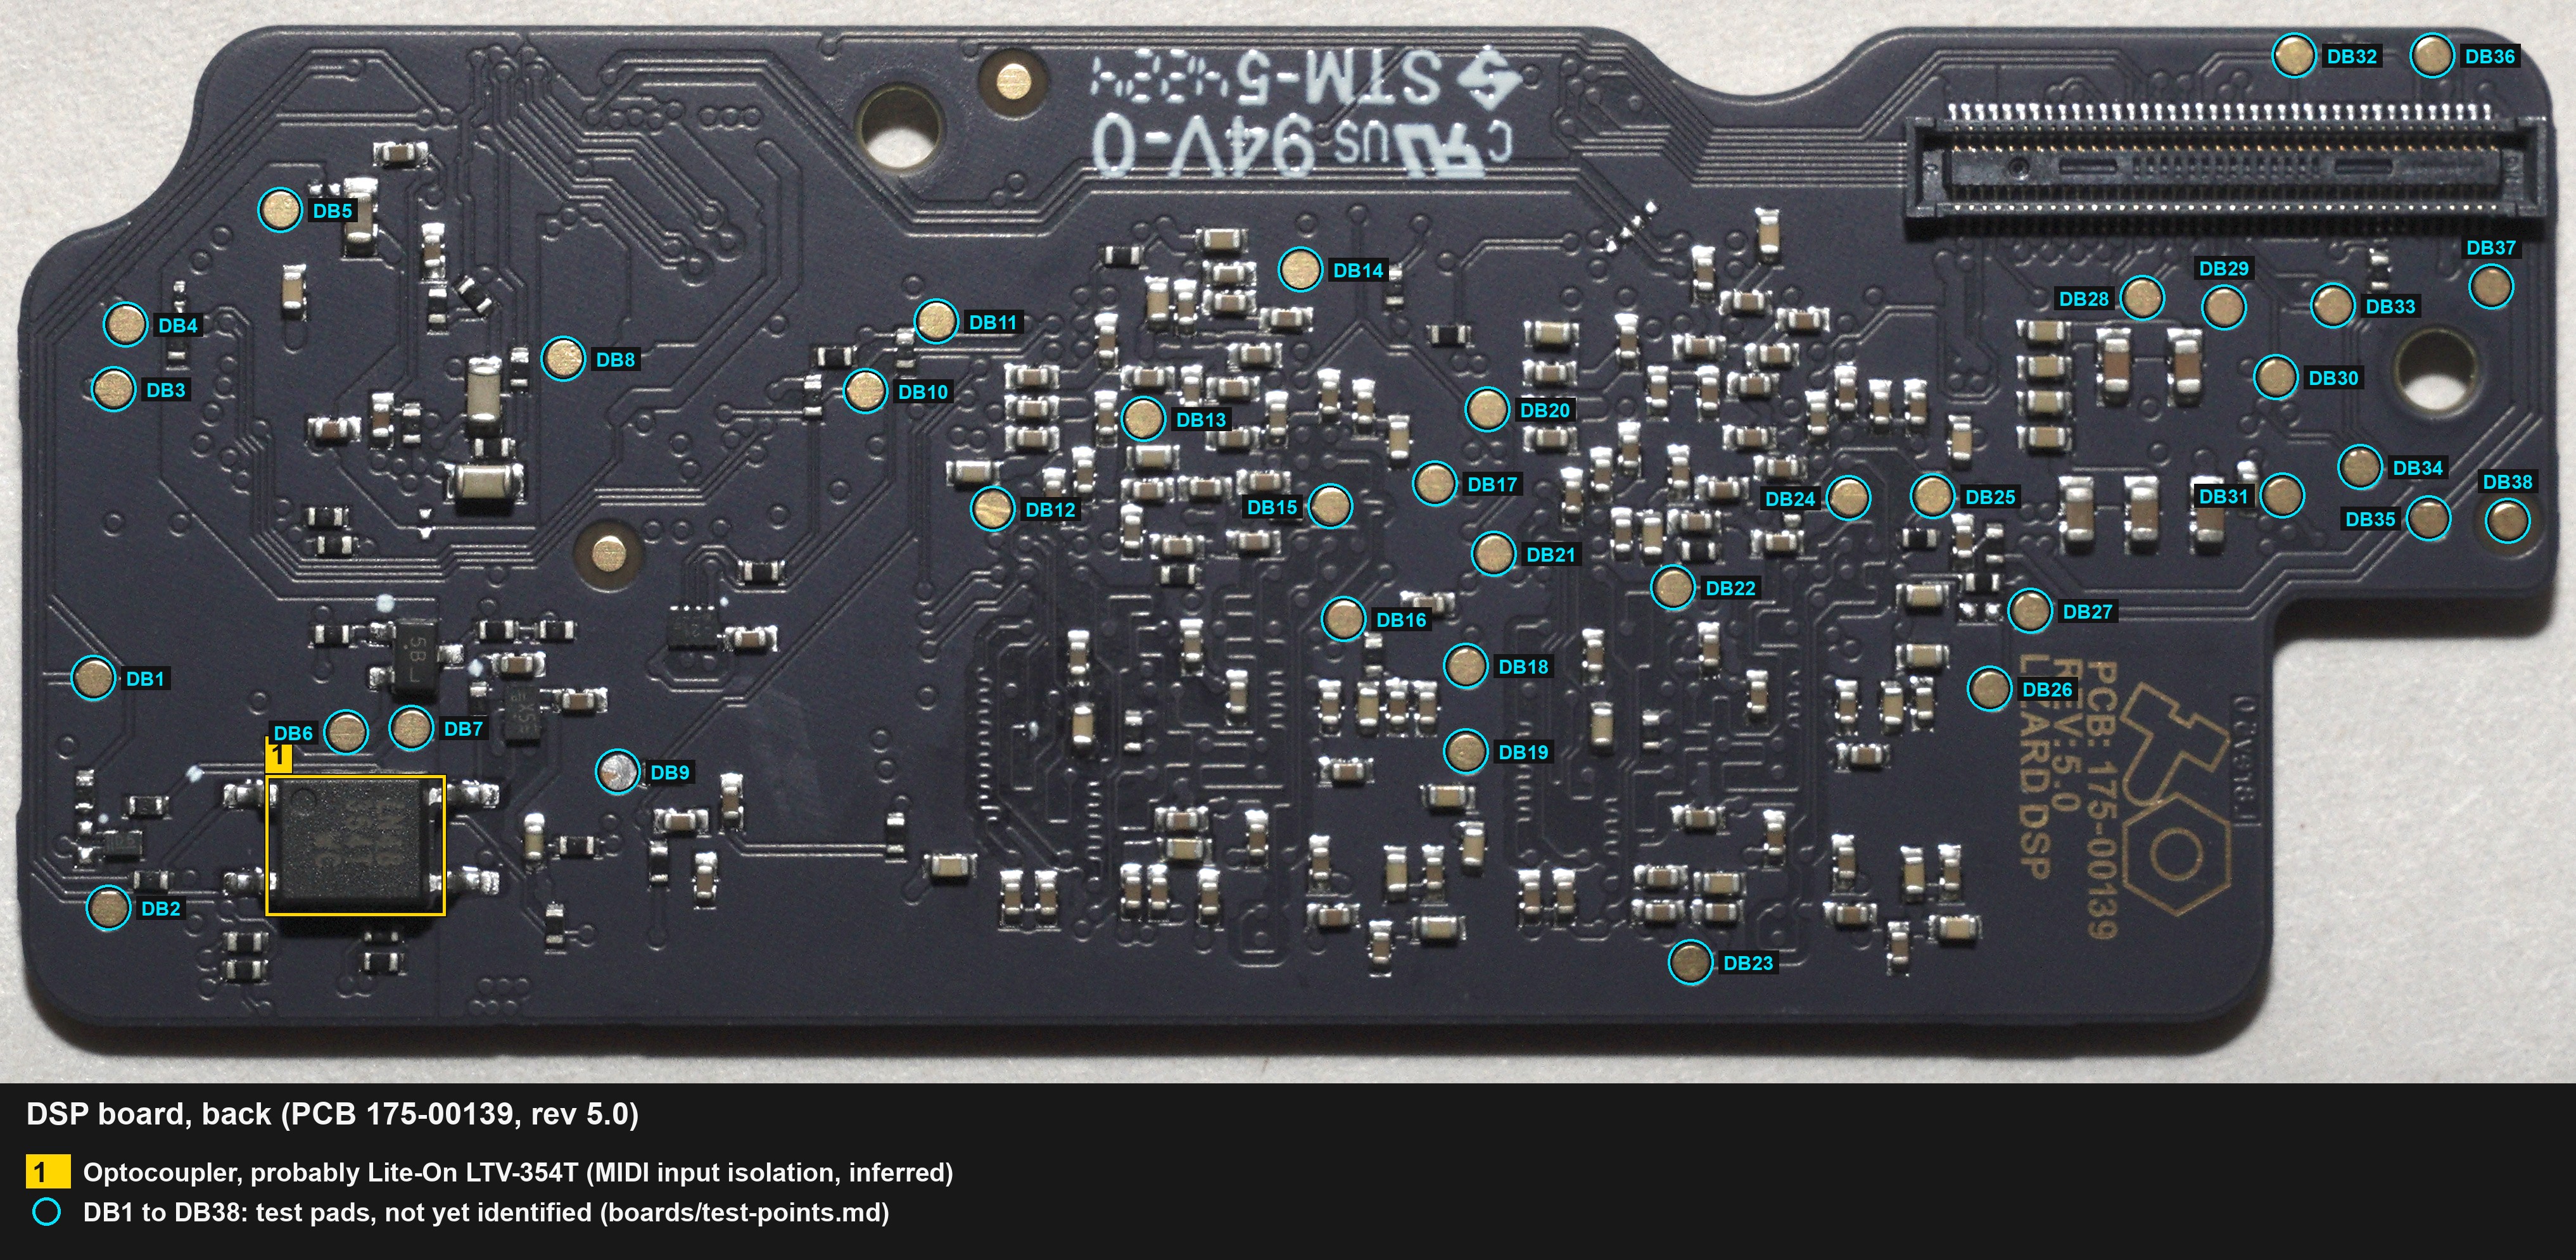 STM-5 4224
C UL US 94V-0
DB32
DB36
DB5
DB37
DB14
DB29
DB28
DB33
DB4
DB11
DB8
DB30
DB3
DB10
DB20
DB13
DB34
DB17
DB38
DB24
DB25
DB31
DB12
DB15
DB35
DB21
DB22
DB27
DB16
DB18
DB1
DB26
PCB: 175-00139
REV:5.0
DSP
5B
DB6
DB7
1
DB19
DB9
DB2
DB23
DSP board, back (PCB 175-00139, rev 5.0)
1 Optocoupler, probably Lite-On LTV-354T (MIDI input isolation, inferred)
DB1 to DB38: test pads, not yet identified (boards/test-points.md)